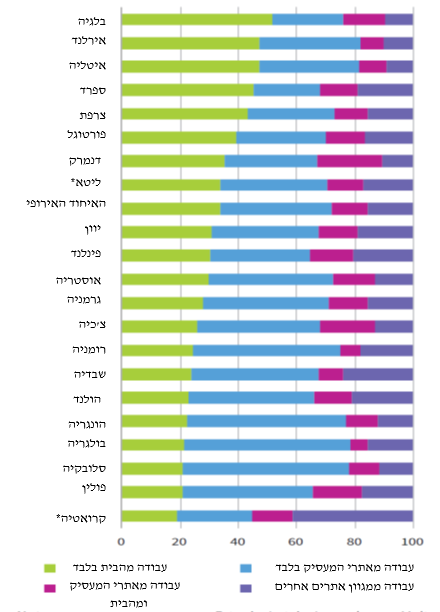 בלגיה
אירלנד
איטליה
ספרד
צרפת
פורטוגל
דנמרק
ליטא*
האיחוד האירופי
יוון
פינלנד
אוסטריה
גרמניה
צ'כיה
רומניה
שבדיה
הולנד
הונגריה
בולגריה
סלובקיה
פולין
קרואטיה*
0 20 40 60 80 100
עבודה מהבית בלבד
עבודה מאתרי המעסיק בלבד
עבודה מאתרי המעסיק
ומהבית
עבודה ממגוון אתרים אחרים